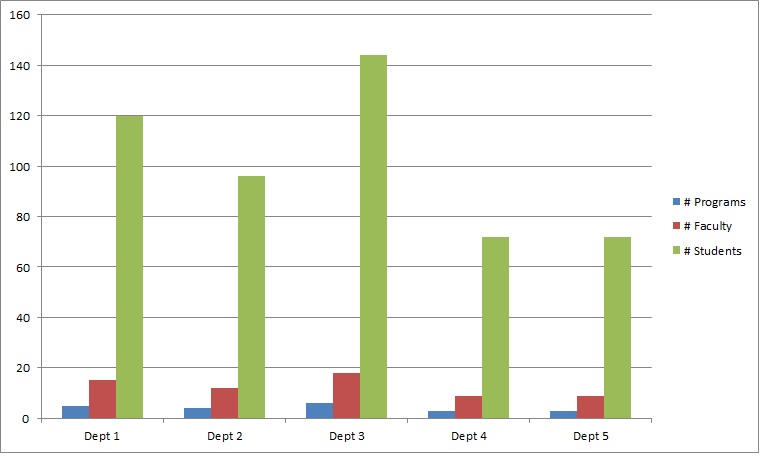 160
140
120
100
80
60
40
20
0
Dept 1
Dept 2
Dept 3
Dept 4
Dept 5
# Programs
# Faculty
# Students